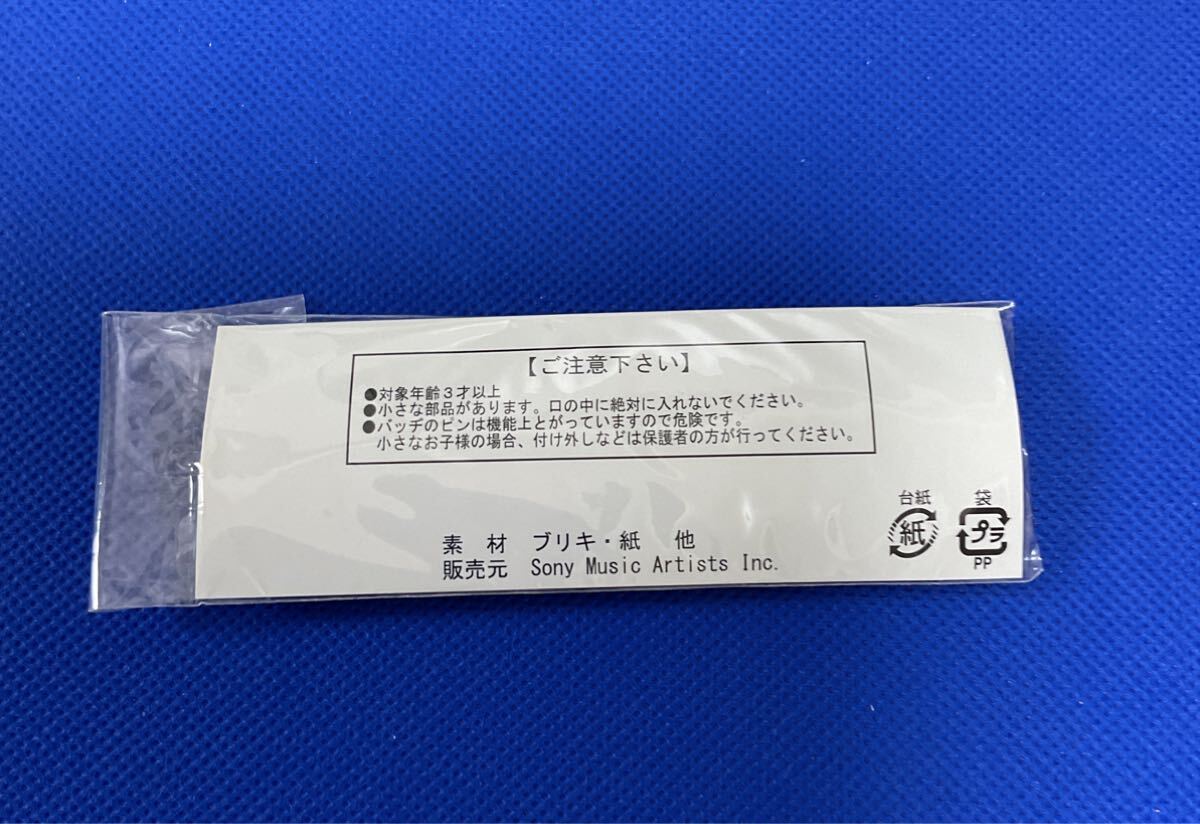 【ご注意下さい】
●対象年齢3才以上
●小さな部品があります。口の中に絶対に入れないでください。
●バッヂのピンは機能上とがっていますので危険です。
小さなお子様の場合、付け外しなどは保護者の方が行ってください。
台紙
紙
袋
プラ
PP
素 材 ブリキ・紙 他
販売元 Sony Music Artists Inc.